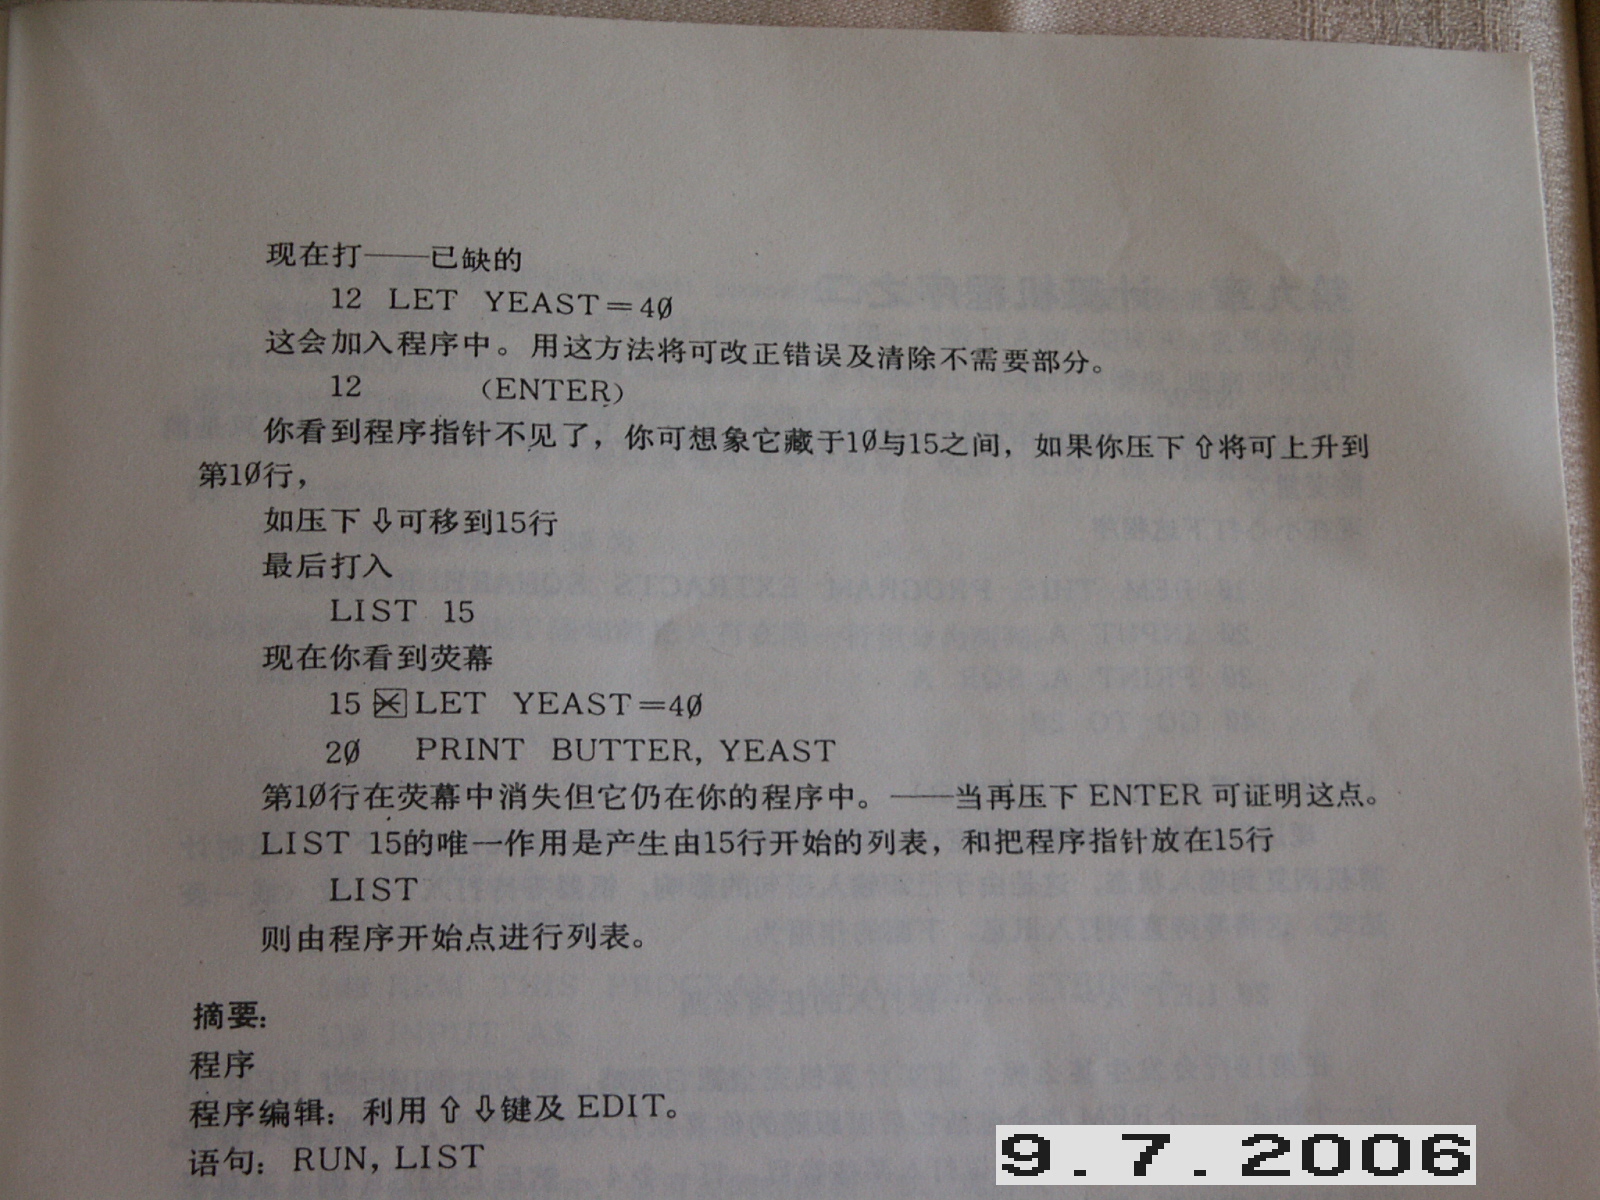 现在打——已缺的
12 LET YEAST=4Ø
这会加入程序中。用这方法将可改正错误及清除不需要部分。
12 (ENTER)
你看到程序指针不见了，你可想象它藏于1Ø与15之间，如果你压下⇧将可上升到
第1Ø行，
如压下⇩可移到15行
最后打入
LIST 15
现在你看到荧幕
15 LET YEAST=4Ø
2Ø PRINT BUTTER, YEAST
第1Ø行在荧幕中消失但它仍在你的程序中。——当再压下 ENTER 可证明这点。
LIST 15的唯一作用是产生由15行开始的列表，和把程序指针放在15行
LIST
则由程序开始点进行列表。
摘要：
程序
程序编辑：利用⇧⇩键及 EDIT。
语句：RUN, LIST
9.7.2006